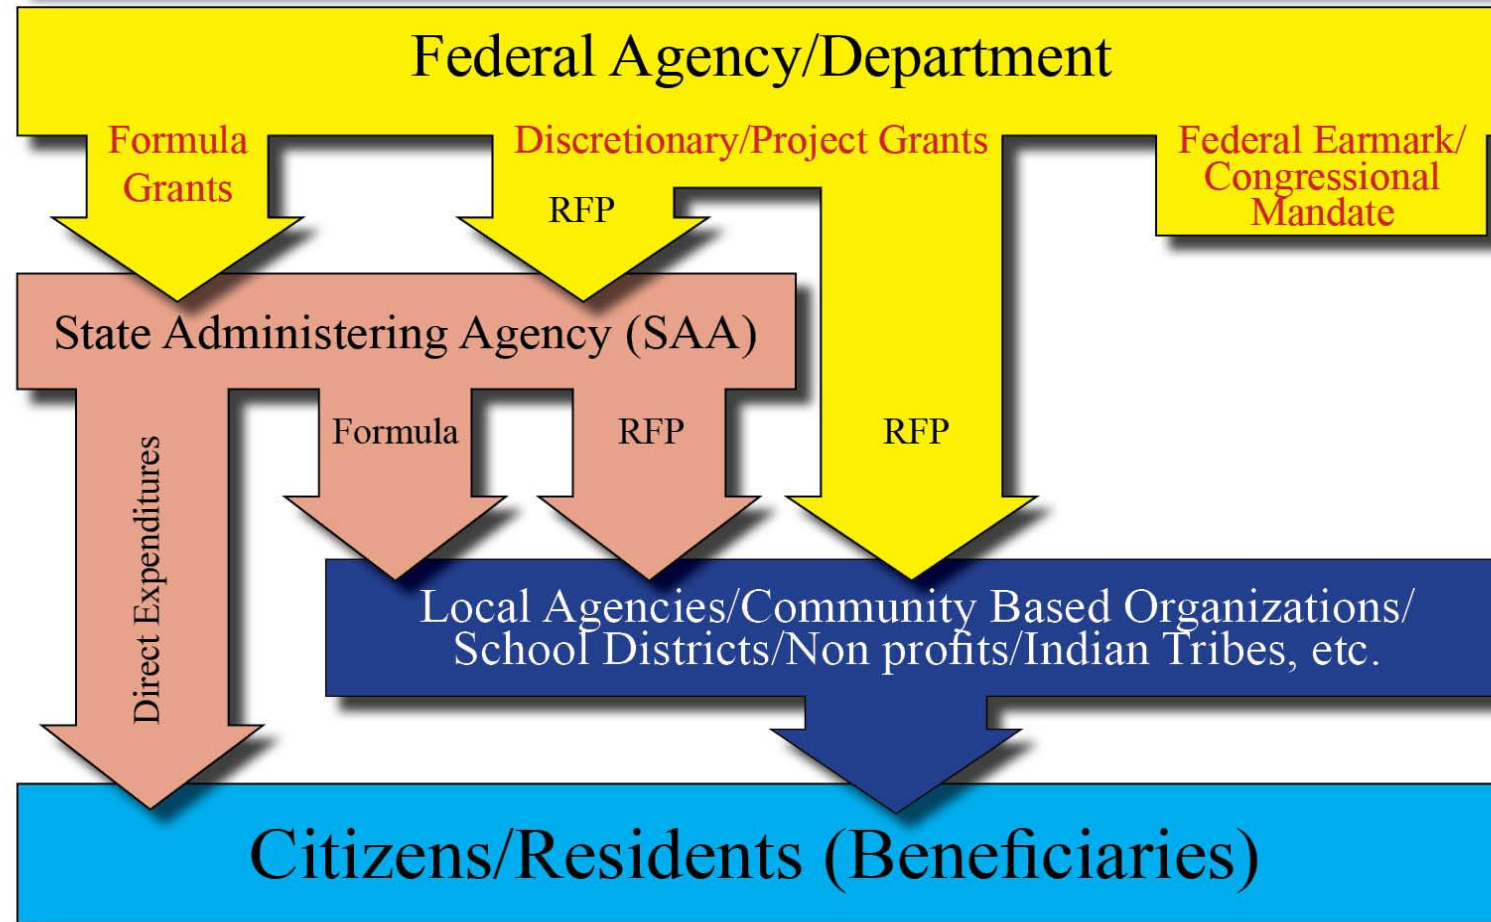 Federal Agency/Department
Formula
Grants
Discretionary/Project Grants
RFP
Federal Earmark/
Congressional
Mandate
State Administering Agency (SAA)
Direct Expenditures
Formula
RFP
RFP
Local Agencies/Community Based Organizations/
School Districts/Non profits/Indian Tribes, etc.
Citizens/Residents (Beneficiaries)